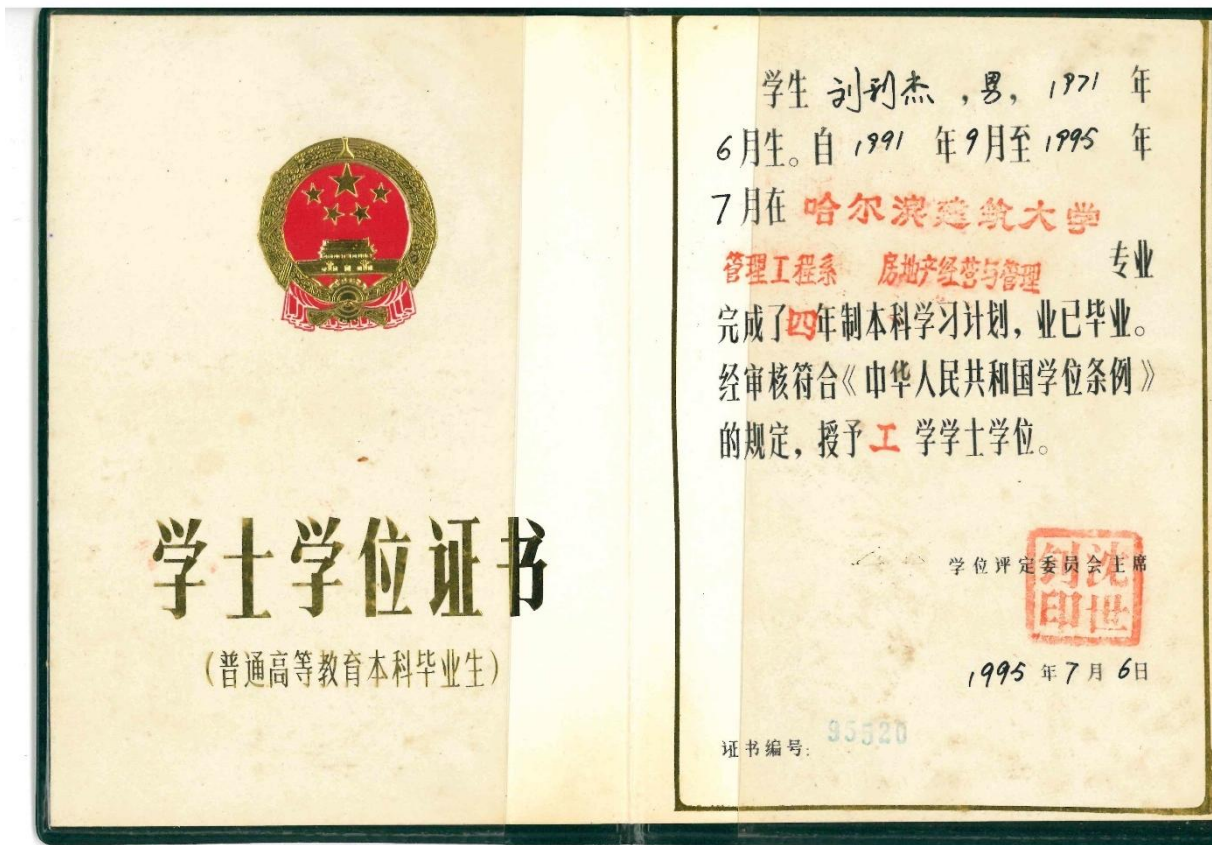 学士学位证书
(普通高等教育本科毕业生)
学生 刘利杰，男，1971 年
6月生。自 1991 年9月至1995 年
7月在 哈尔滨建筑大学
管理工程系 房地产经营与管理 专业
完成了四年制本科学习计划，业已毕业。
经审核符合《中华人民共和国学位条例》
的规定，授予 工 学学士学位。
学位评定委员会主席
沈世钊印
1995 年7月6日
证书编号: 95520